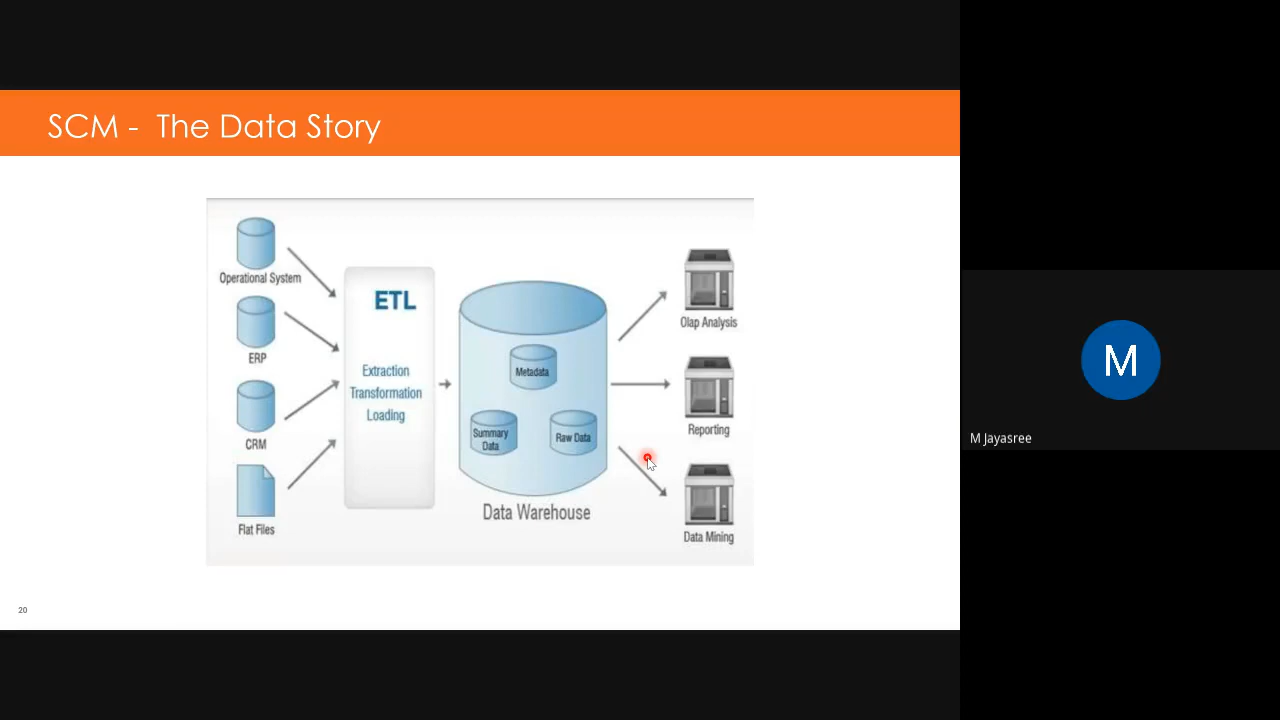 SCM - The Data Story
Operational System
ERP
CRM
Flat Files
ETL
Extraction
Transformation
Loading
Metadata
Summary
Data
Raw Data
Data Warehouse
Olap Analysis
Reporting
Data Mining
20
M
M Jayasree